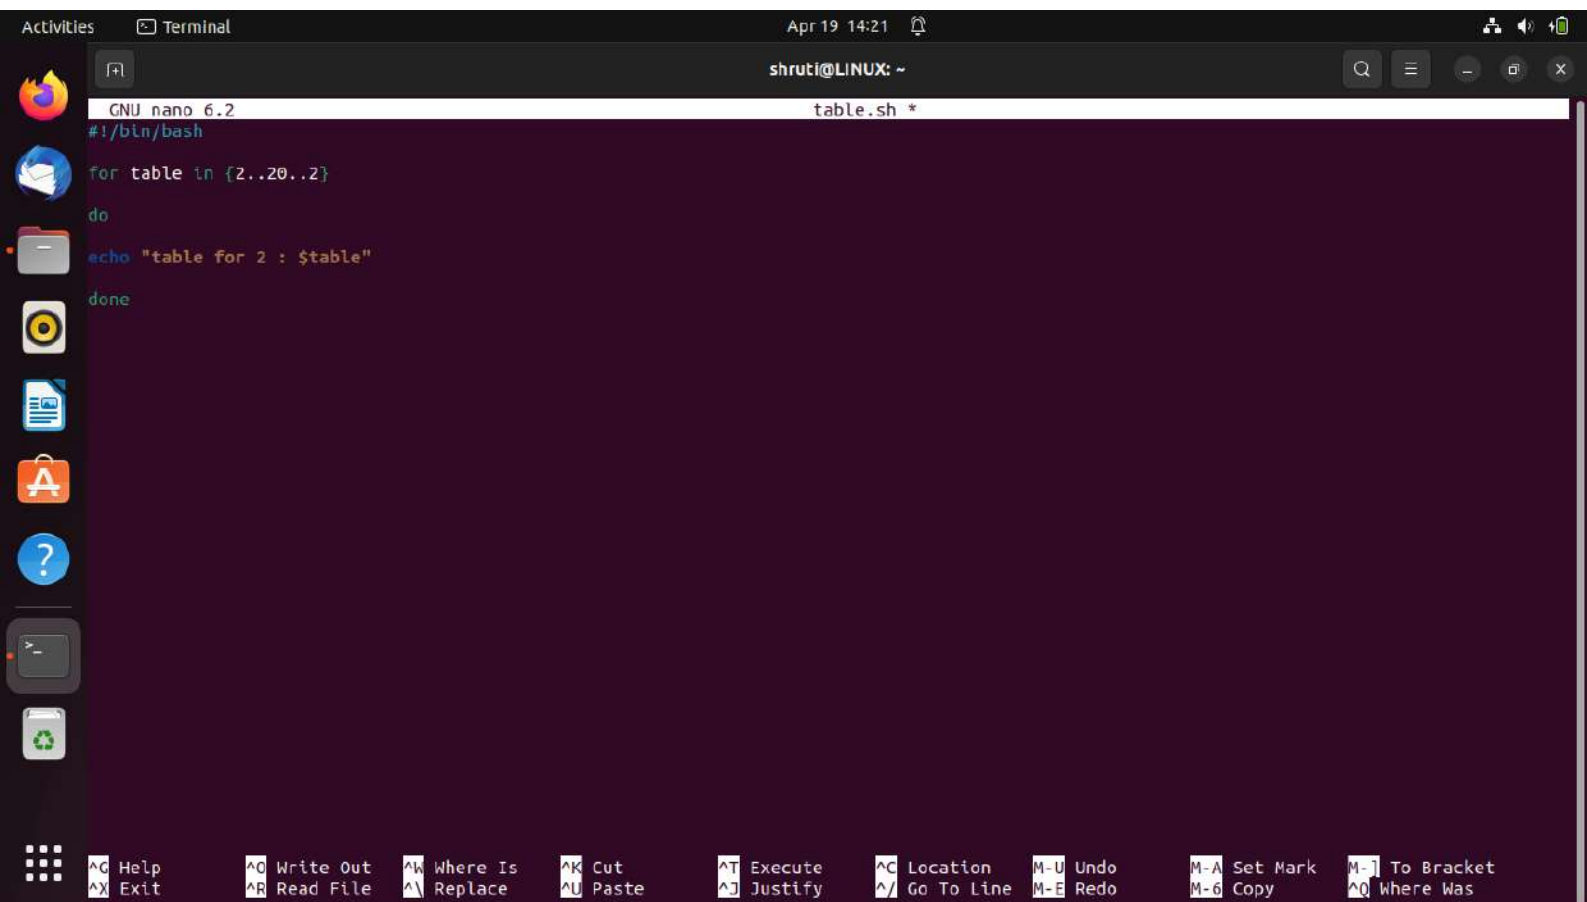 Activities Terminal Apr 19 14:21
shruti@LINUX: ~
GNU nano 6.2 table.sh *
#!/bin/bash
for table in {2..20..2}
do
echo "table for 2 : $table"
done
^G Help ^O Write Out ^W Where Is ^K Cut ^T Execute ^C Location M-U Undo M-A Set Mark M-] To Bracket
^X Exit ^R Read File ^\ Replace ^U Paste ^J Justify ^/ Go To Line M-E Redo M-6 Copy ^Q Where Was